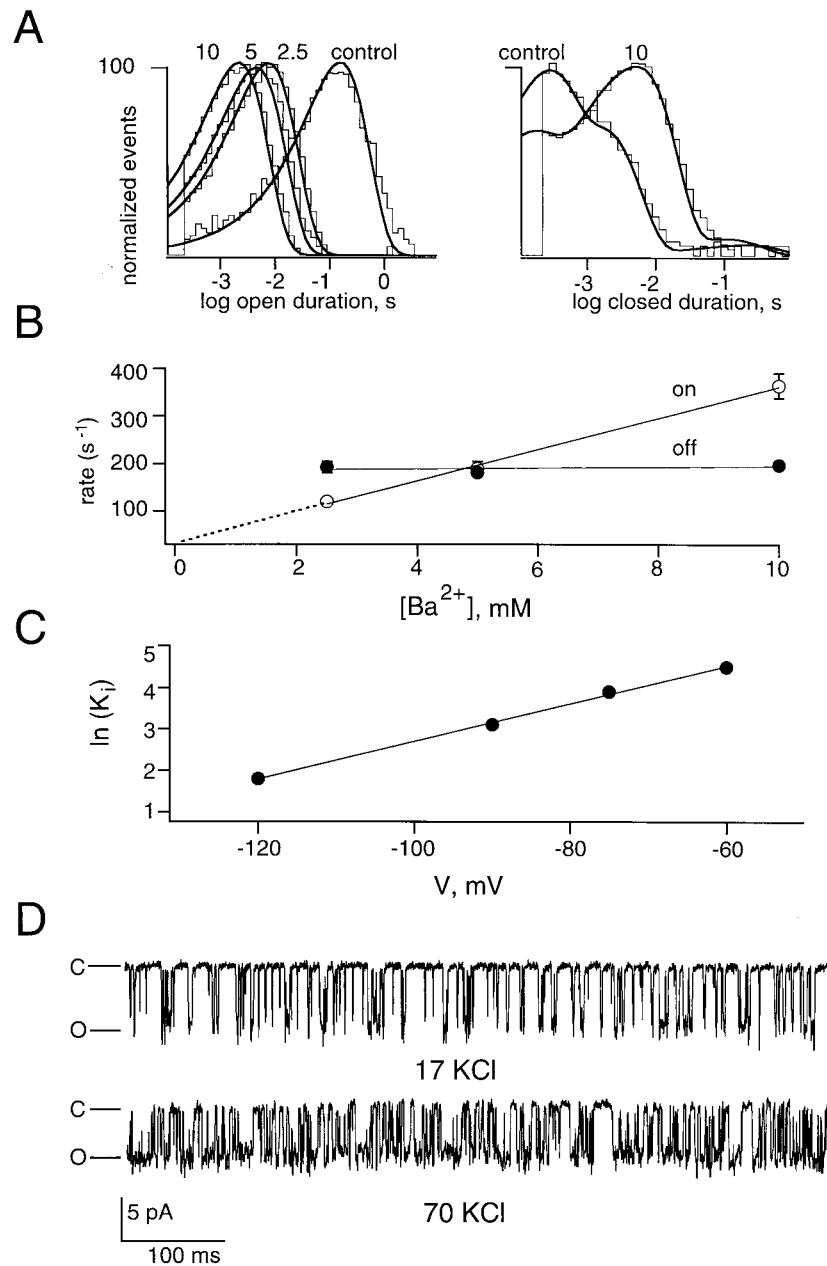 A
10 5 2.5 control
control 10
100
normalized events
-3 -2 -1 0
-3 -2 -1
log open duration, s
log closed duration, s
B
400
300
200
100
rate (s⁻¹)
on
off
0 2 4 6 8 10
[Ba²⁺], mM
C
5
4
3
2
1
ln (Kᵢ)
-120 -100 -80 -60
V, mV
D
C
O
17 KCl
C
O
5 pA
70 KCl
100 ms